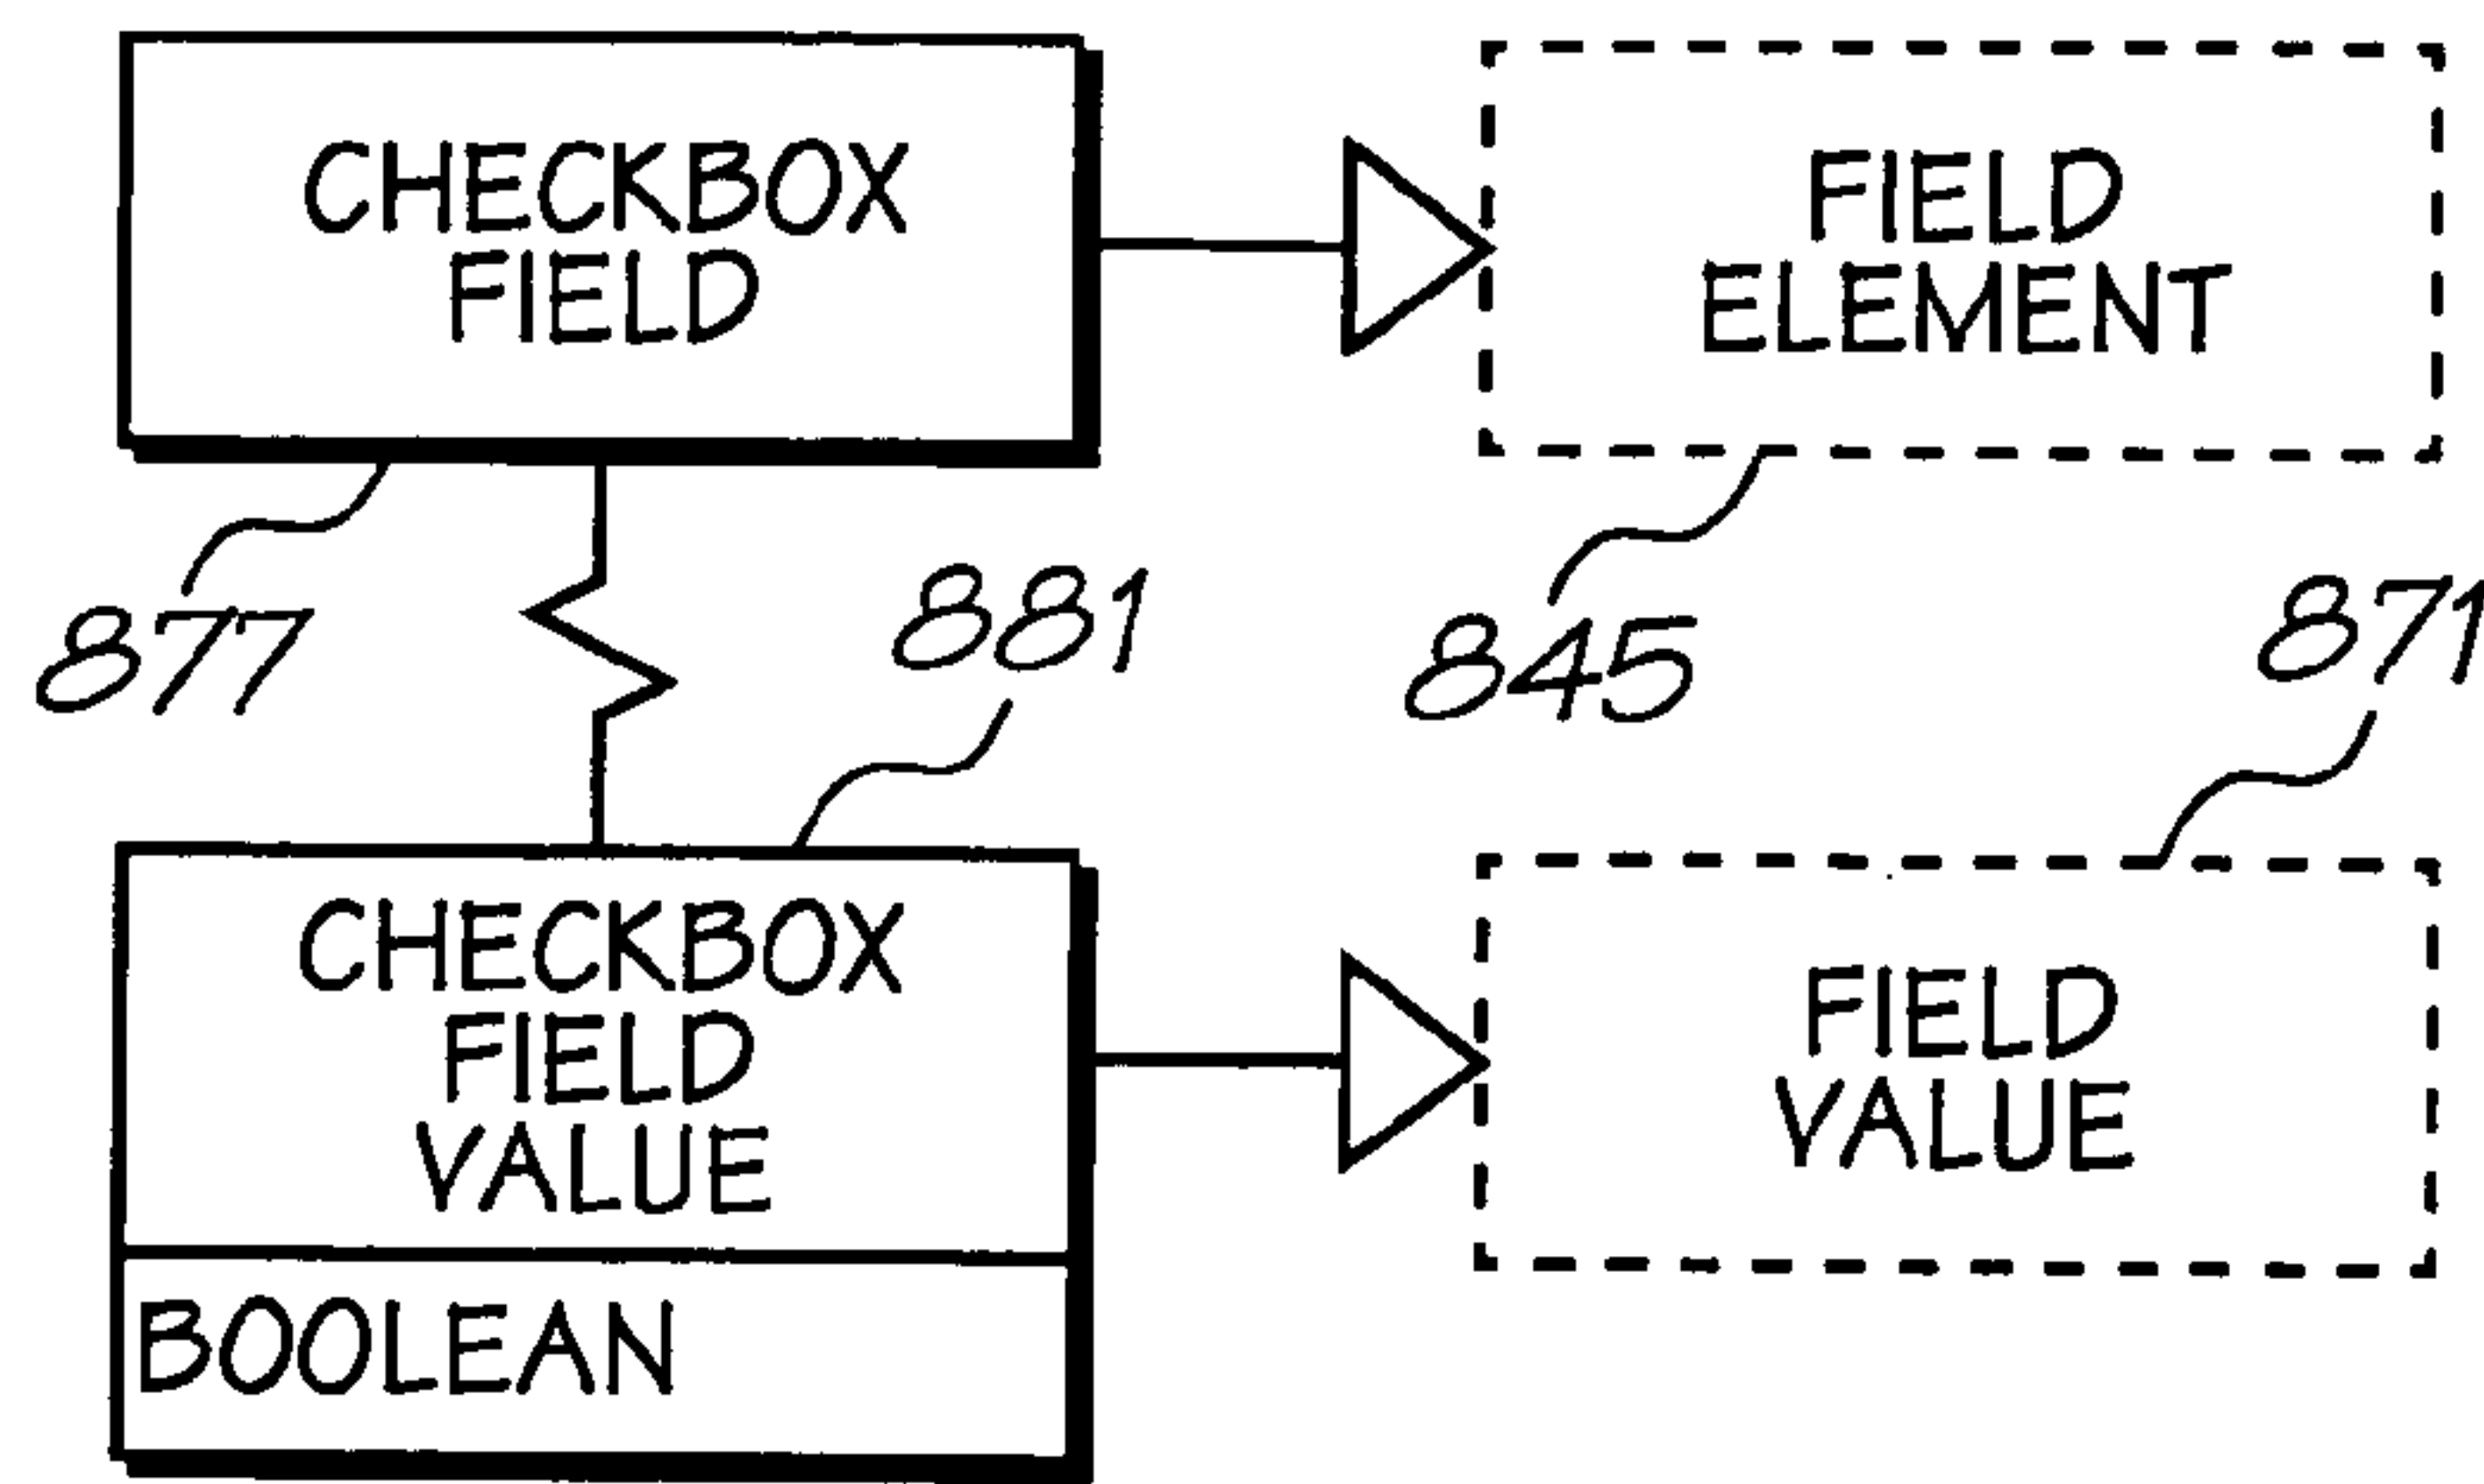 CHECKBOX
FIELD
FIELD
ELEMENT
877
881
845
871
CHECKBOX
FIELD
VALUE
BOOLEAN
FIELD
VALUE